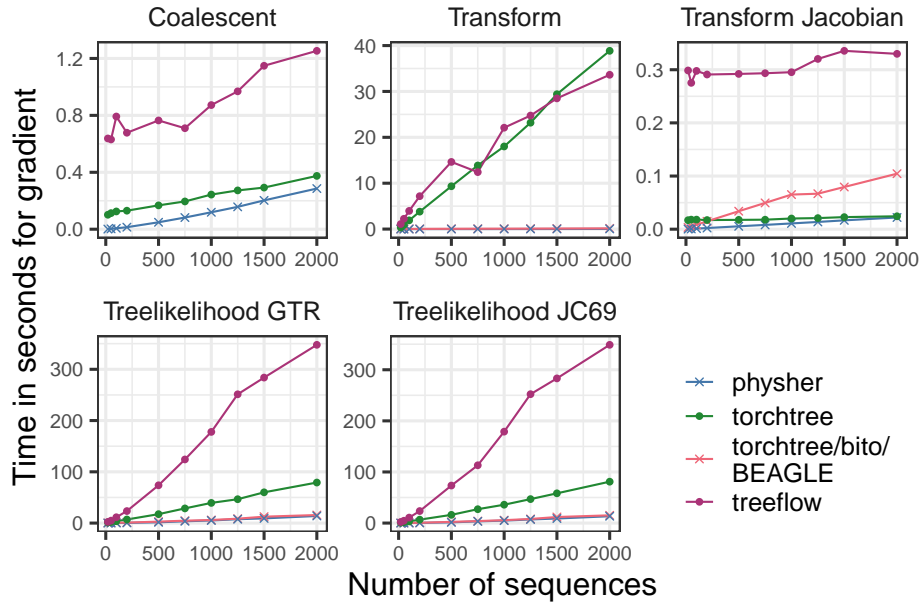 Coalescent
Transform
Transform Jacobian
Time in seconds for gradient
1.2
0.8
0.4
0.0
0 500 1000 1500 2000
40
30
20
10
0
0 500 1000 1500 2000
0.3
0.2
0.1
0.0
0 500 1000 1500 2000
Treelikelihood GTR
Treelikelihood JC69
300
200
100
0
0 500 1000 1500 2000
300
200
100
0
0 500 1000 1500 2000
physher
torchtree
torchtree/bito/
BEAGLE
treeflow
Number of sequences